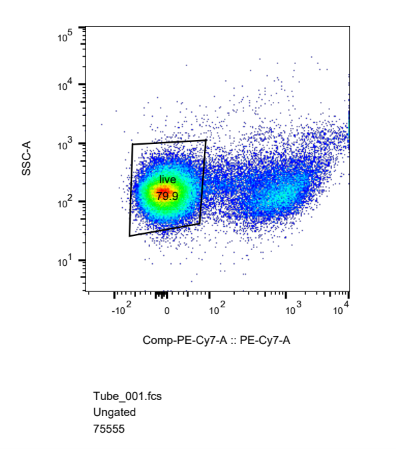 10^5
10^4
10^3
10^2
10^1
SSC-A
live
79.9
-10^2 0 10^2 10^3 10^4
Comp-PE-Cy7-A :: PE-Cy7-A
Tube_001.fcs
Ungated
75555